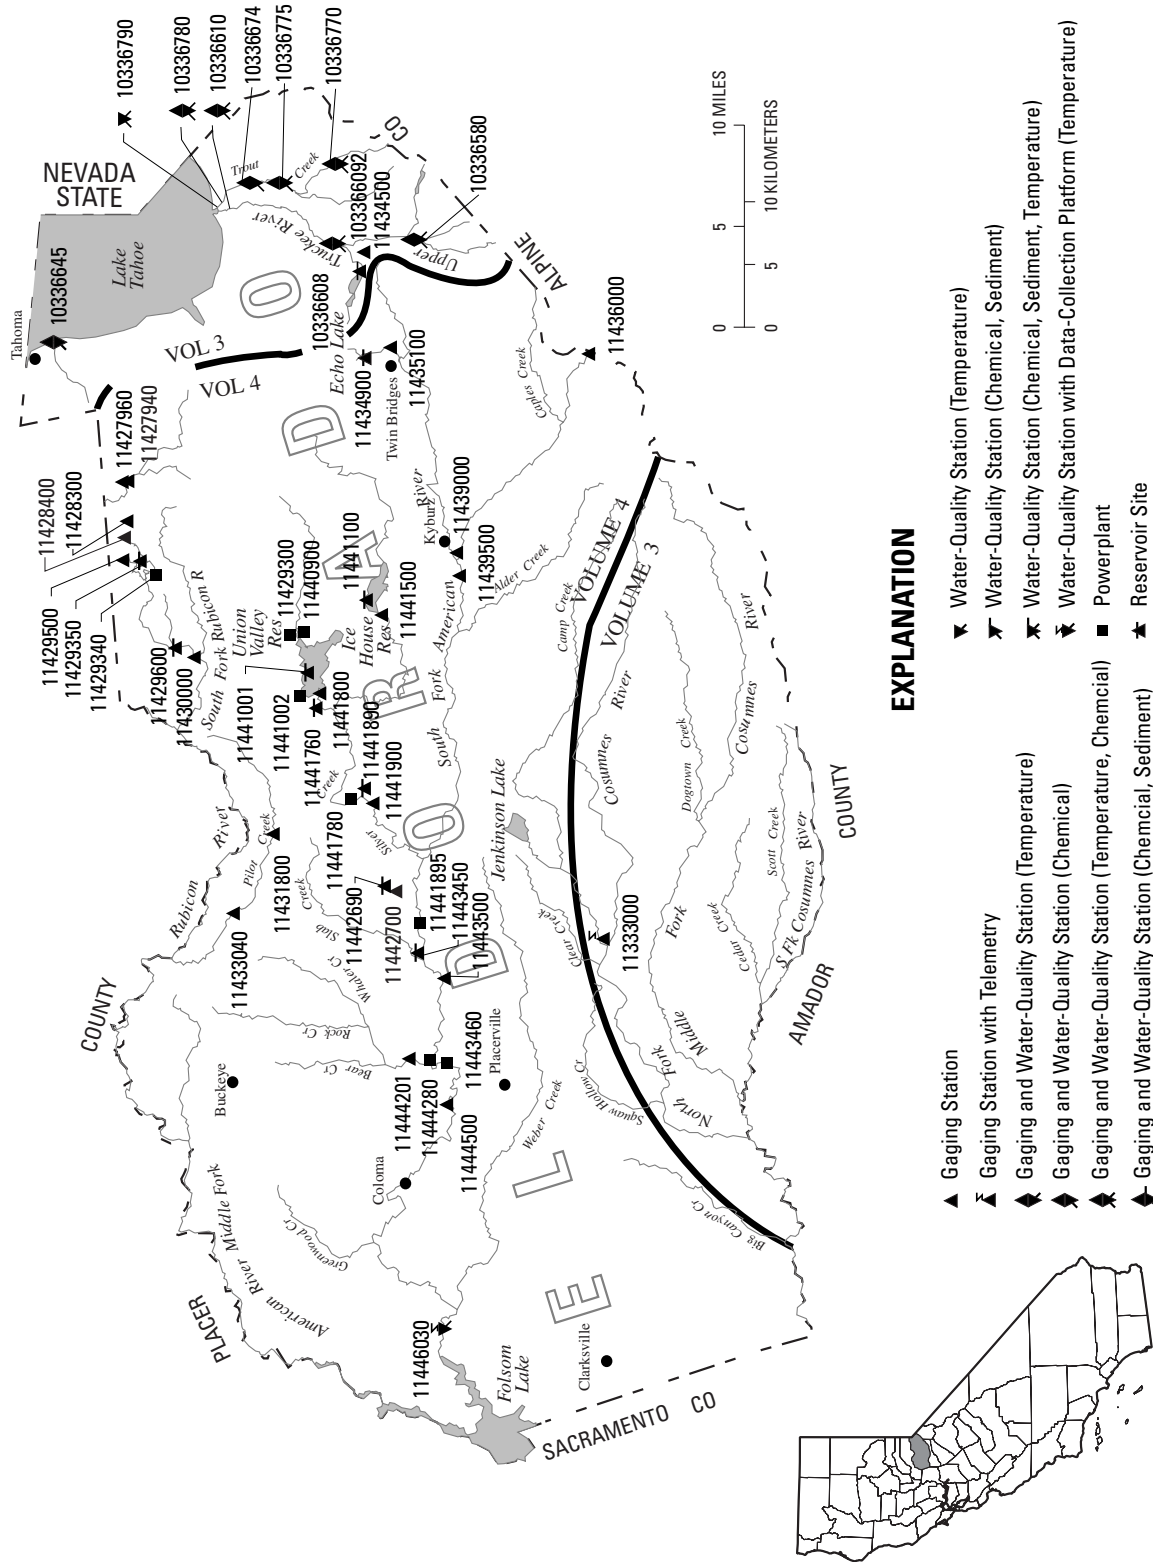 10336790
10336780
10336610
10336674
10336775
10336770
NEVADA
STATE
CO
Trout
Creek
103366092
11434500
10336580
Lake
Tahoe
Truckee River
Upper
Tahoma
10336645
VOL 3
VOL 4
10336608
Echo Lake
ALPINE
11434900
Twin Bridges
11435100
Caples Creek
11436000
11427960
11427940
11428400
11428300
11429500
11429350
11429340
11429600
11430000
South Fork Rubicon R
Union
Valley
Res
11429300
11440900
11441100
Ice
House
Res
11441500
River
Kyburz
11439000
11439500
Alder Creek
South Fork American
11441001
11441002
11441760
11441800
11441890
11441900
11441780
Silver
Creek
Jenkinson Lake
Camp Creek
VOLUME 4
VOLUME 3
Cosumnes
River
Dogtown Creek
Cosumnes
River
Scott Creek
S Fk Cosumnes River
Cedar Creek
COUNTY
AMADOR
Rubicon
River
Pilot
Creek
11431800
11433040
Slab
Creek
11442690
11442700
11441895
11443450
11443500
Clear Creek
11333000
Fork
Middle
COUNTY
Whaler Cr
Rock Cr
Bear Cr
Buckeye
11443460
Placerville
11444201
11444280
11444500
Coloma
Weber Creek
Squaw Hollow Cr
North
Fork
Big Canyon Cr
Greenwood Cr
Middle Fork
American River
PLACER
11446030
Folsom
Lake
Clarksville
SACRAMENTO CO
EL DORADO
0 5 10 MILES
0 5 10 KILOMETERS
EXPLANATION
Gaging Station
Gaging Station with Telemetry
Gaging and Water-Quality Station (Temperature)
Gaging and Water-Quality Station (Chemical)
Gaging and Water-Quality Station (Temperature, Chemcial)
Gaging and Water-Quality Station (Chemcial, Sediment)
Water-Quality Station (Temperature)
Water-Quality Station (Chemical, Sediment)
Water-Quality Station (Chemical, Sediment, Temperature)
Water-Quality Station with Data-Collection Platform (Temperature)
Powerplant
Reservoir Site